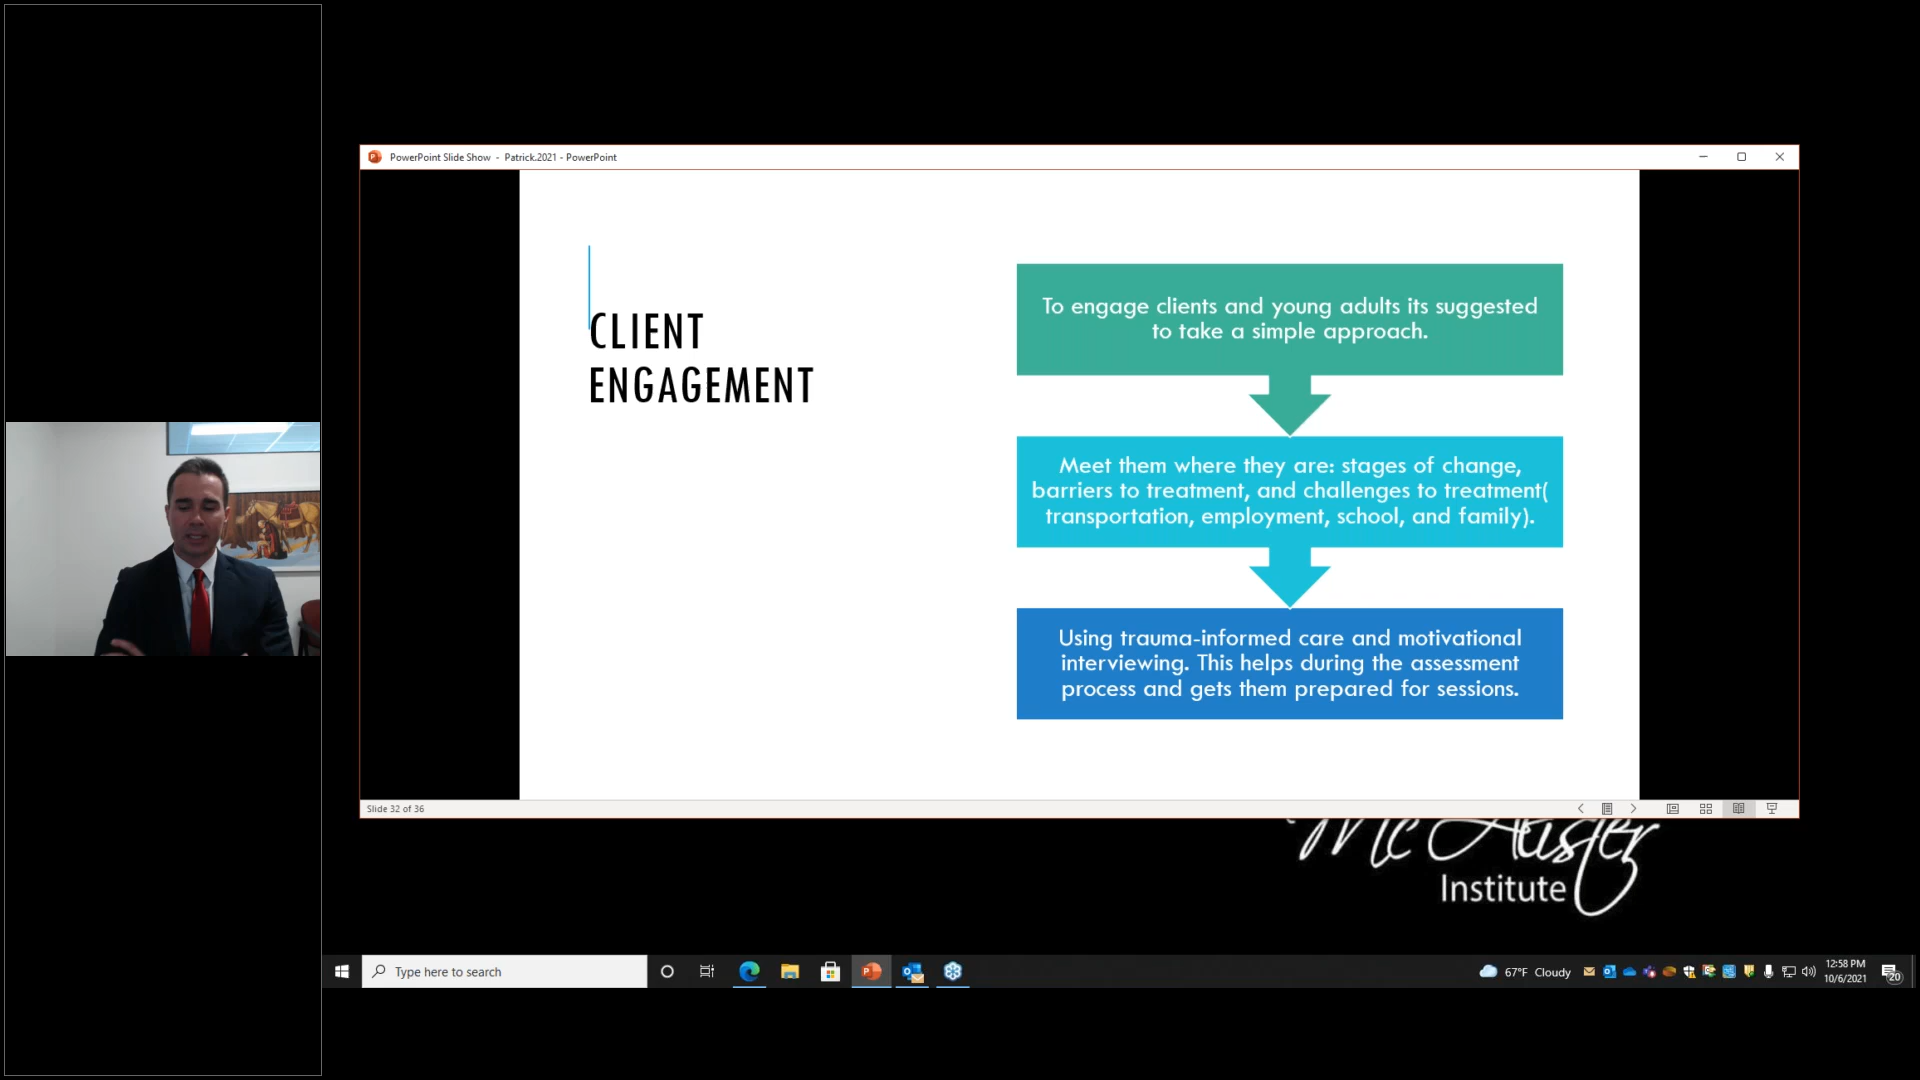 PowerPoint Slide Show - Patrick.2021 - PowerPoint
CLIENT
ENGAGEMENT
To engage clients and young adults its suggested
to take a simple approach.
Meet them where they are: stages of change,
barriers to treatment, and challenges to treatment(
transportation, employment, school, and family).
Using trauma-informed care and motivational
interviewing. This helps during the assessment
process and gets them prepared for sessions.
Slide 32 of 36
McAlister
Institute
Type here to search
67°F Cloudy
12:58 PM
10/6/2021
20